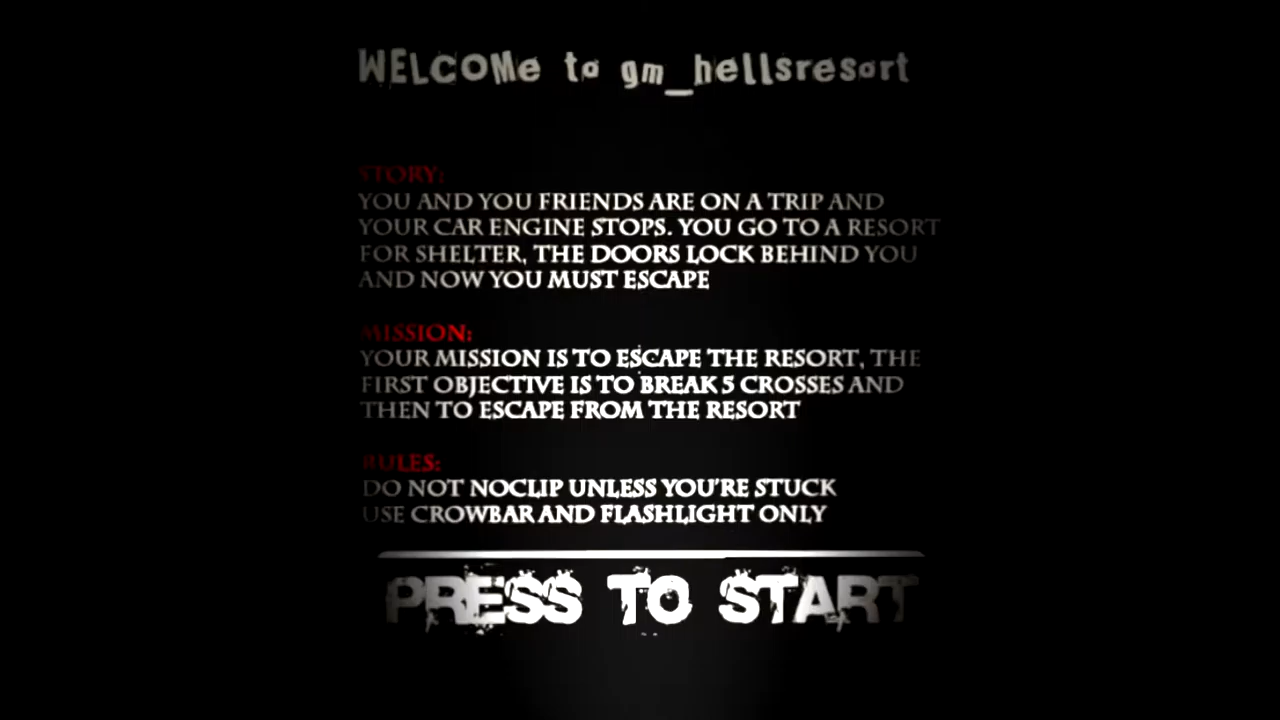 WELCOMe to gm_hellsresort
STORY:
YOU AND YOU FRIENDS ARE ON A TRIP AND
YOUR CAR ENGINE STOPS. YOU GO TO A RESORT
FOR SHELTER, THE DOORS LOCK BEHIND YOU
AND NOW YOU MUST ESCAPE
MISSION:
YOUR MISSION IS TO ESCAPE THE RESORT, THE
FIRST OBJECTIVE IS TO BREAK 5 CROSSES AND
THEN TO ESCAPE FROM THE RESORT
RULES:
DO NOT NOCLIP UNLESS YOU'RE STUCK
USE CROWBAR AND FLASHLIGHT ONLY
PRESS TO START